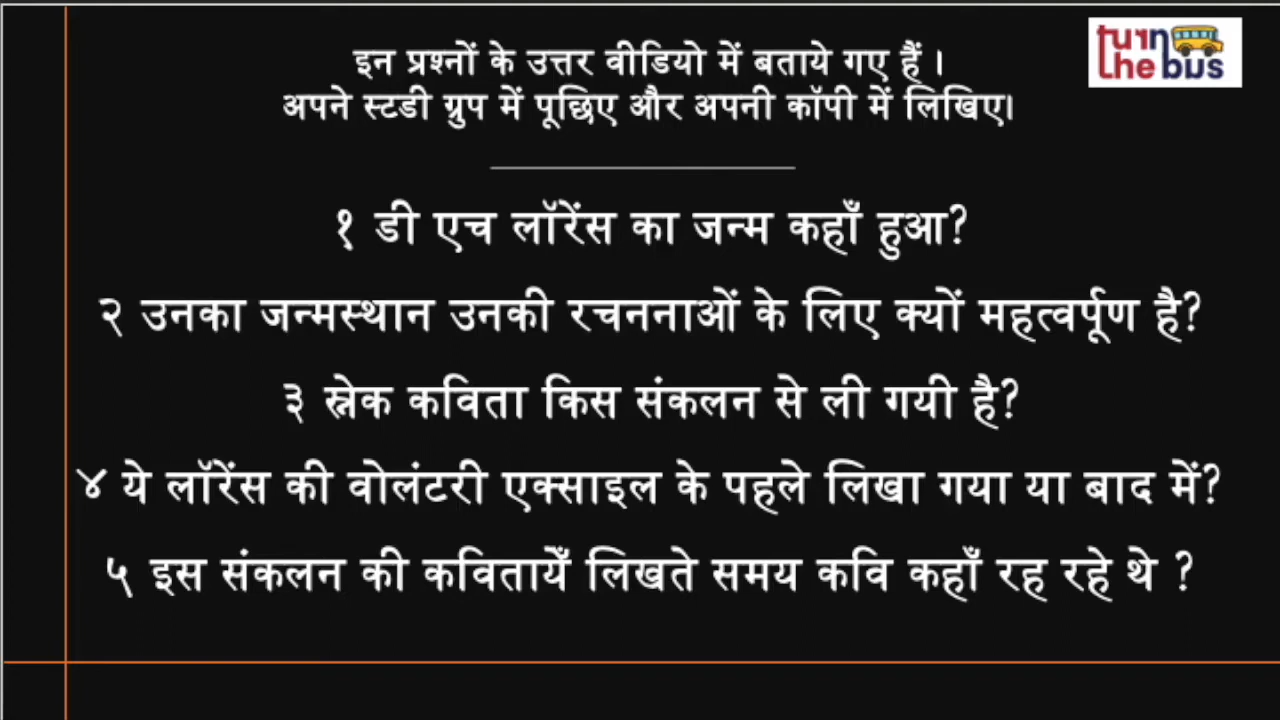 turn
the bus
इन प्रश्नों के उत्तर वीडियो में बताये गए हैं ।
अपने स्टडी ग्रुप में पूछिए और अपनी कॉपी में लिखिए।
१ डी एच लॉरेंस का जन्म कहाँ हुआ?
२ उनका जन्मस्थान उनकी रचननाओं के लिए क्यों महत्वर्पूण है?
३ स्नेक कविता किस संकलन से ली गयी है?
४ ये लॉरेंस की वोलंटरी एक्साइल के पहले लिखा गया या बाद में?
५ इस संकलन की कवितायेँ लिखते समय कवि कहाँ रह रहे थे ?